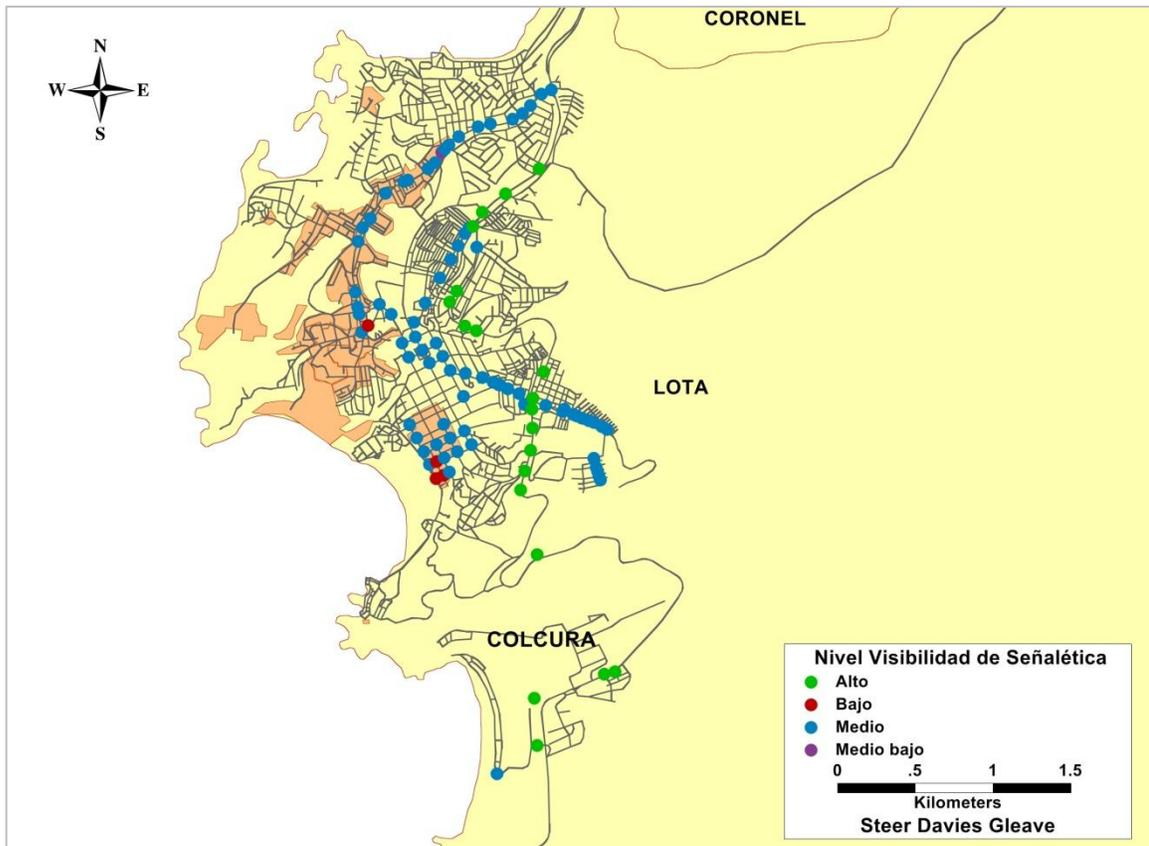 CORONEL
N
W E
S
LOTA
COLCURA
Nivel Visibilidad de Señalética
Alto
Bajo
Medio
Medio bajo
0 .5 1 1.5
Kilometers
Steer Davies Gleave